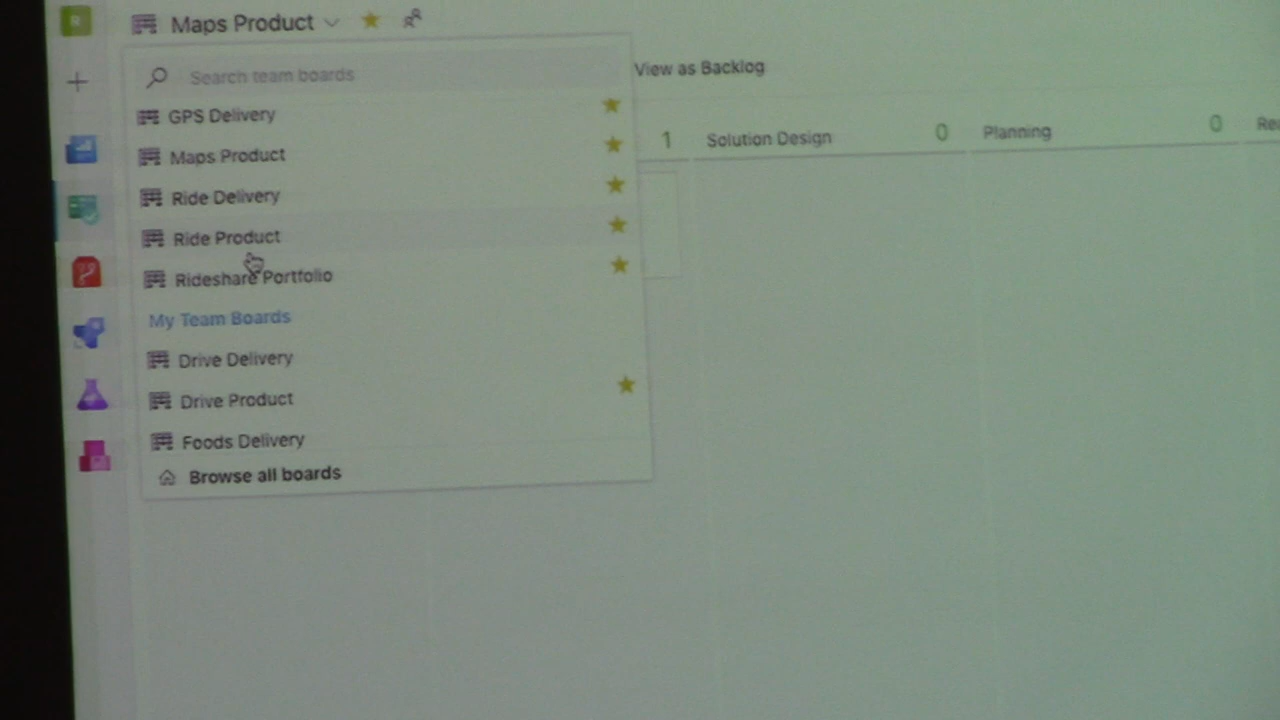 R
Maps Product
Search team boards
View as Backlog
GPS Delivery
1
Solution Design
0
Planning
0
Maps Product
Ride Delivery
Ride Product
Rideshare Portfolio
My Team Boards
Drive Delivery
Drive Product
Foods Delivery
Browse all boards